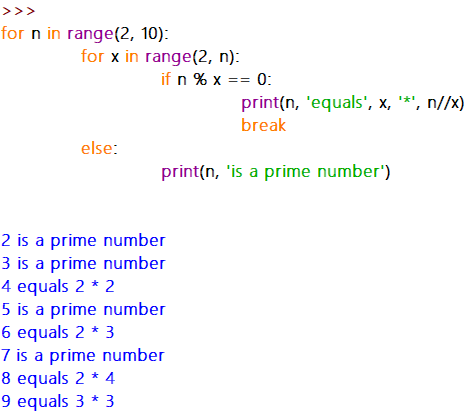 >>>
for n in range(2, 10):
        for x in range(2, n):
                if n % x == 0:
                        print(n, 'equals', x, '*', n//x)
                        break
        else:
                print(n, 'is a prime number')
2 is a prime number
3 is a prime number
4 equals 2 * 2
5 is a prime number
6 equals 2 * 3
7 is a prime number
8 equals 2 * 4
9 equals 3 * 3